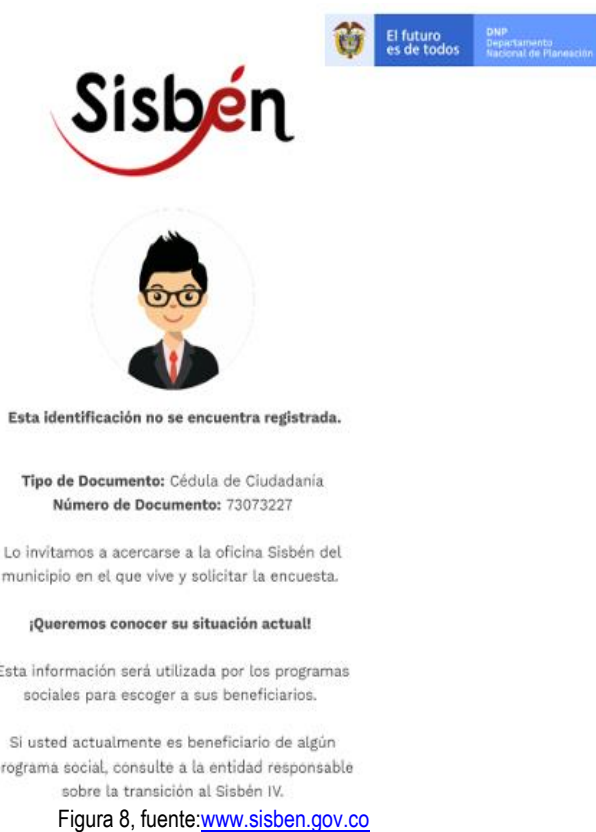 El futuro
es de todos
DNP
Departamento
Nacional de Planeación
Sisbén
Esta identificación no se encuentra registrada.
Tipo de Documento: Cédula de Ciudadanía
Número de Documento: 73073227
Lo invitamos a acercarse a la oficina Sisbén del
municipio en el que vive y solicitar la encuesta.
¡Queremos conocer su situación actual!
Esta información será utilizada por los programas
sociales para escoger a sus beneficiarios.
Si usted actualmente es beneficiario de algún
rograma social, consulte a la entidad responsable
sobre la transición al Sisbén IV.
Figura 8, fuente:www.sisben.gov.co